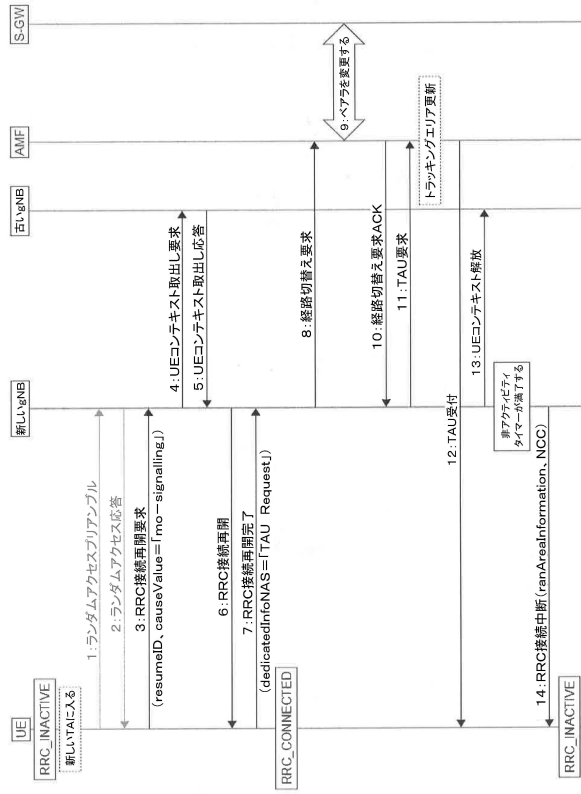 UE
新しいgNB
古いgNB
AMF
S-GW
RRC_INACTIVE
新しいTAに入る
1:ランダムアクセスプリアンブル
2:ランダムアクセス応答
3:RRC接続再開要求
(resumeID、causeValue=「mo-signalling」)
4:UEコンテキスト取出し要求
5:UEコンテキスト取出し応答
6:RRC接続再開
7:RRC接続再開完了
(dedicatedInfoNAS=「TAU Request」)
RRC_CONNECTED
8:経路切替え要求
9:ベアラを変更する
10:経路切替え要求ACK
11:TAU要求
トラッキングエリア更新
12:TAU受付
13:UEコンテキスト解放
非アクティビティ
タイマーが満了する
14:RRC接続中断(ranAreaInformation、NCC)
RRC_INACTIVE